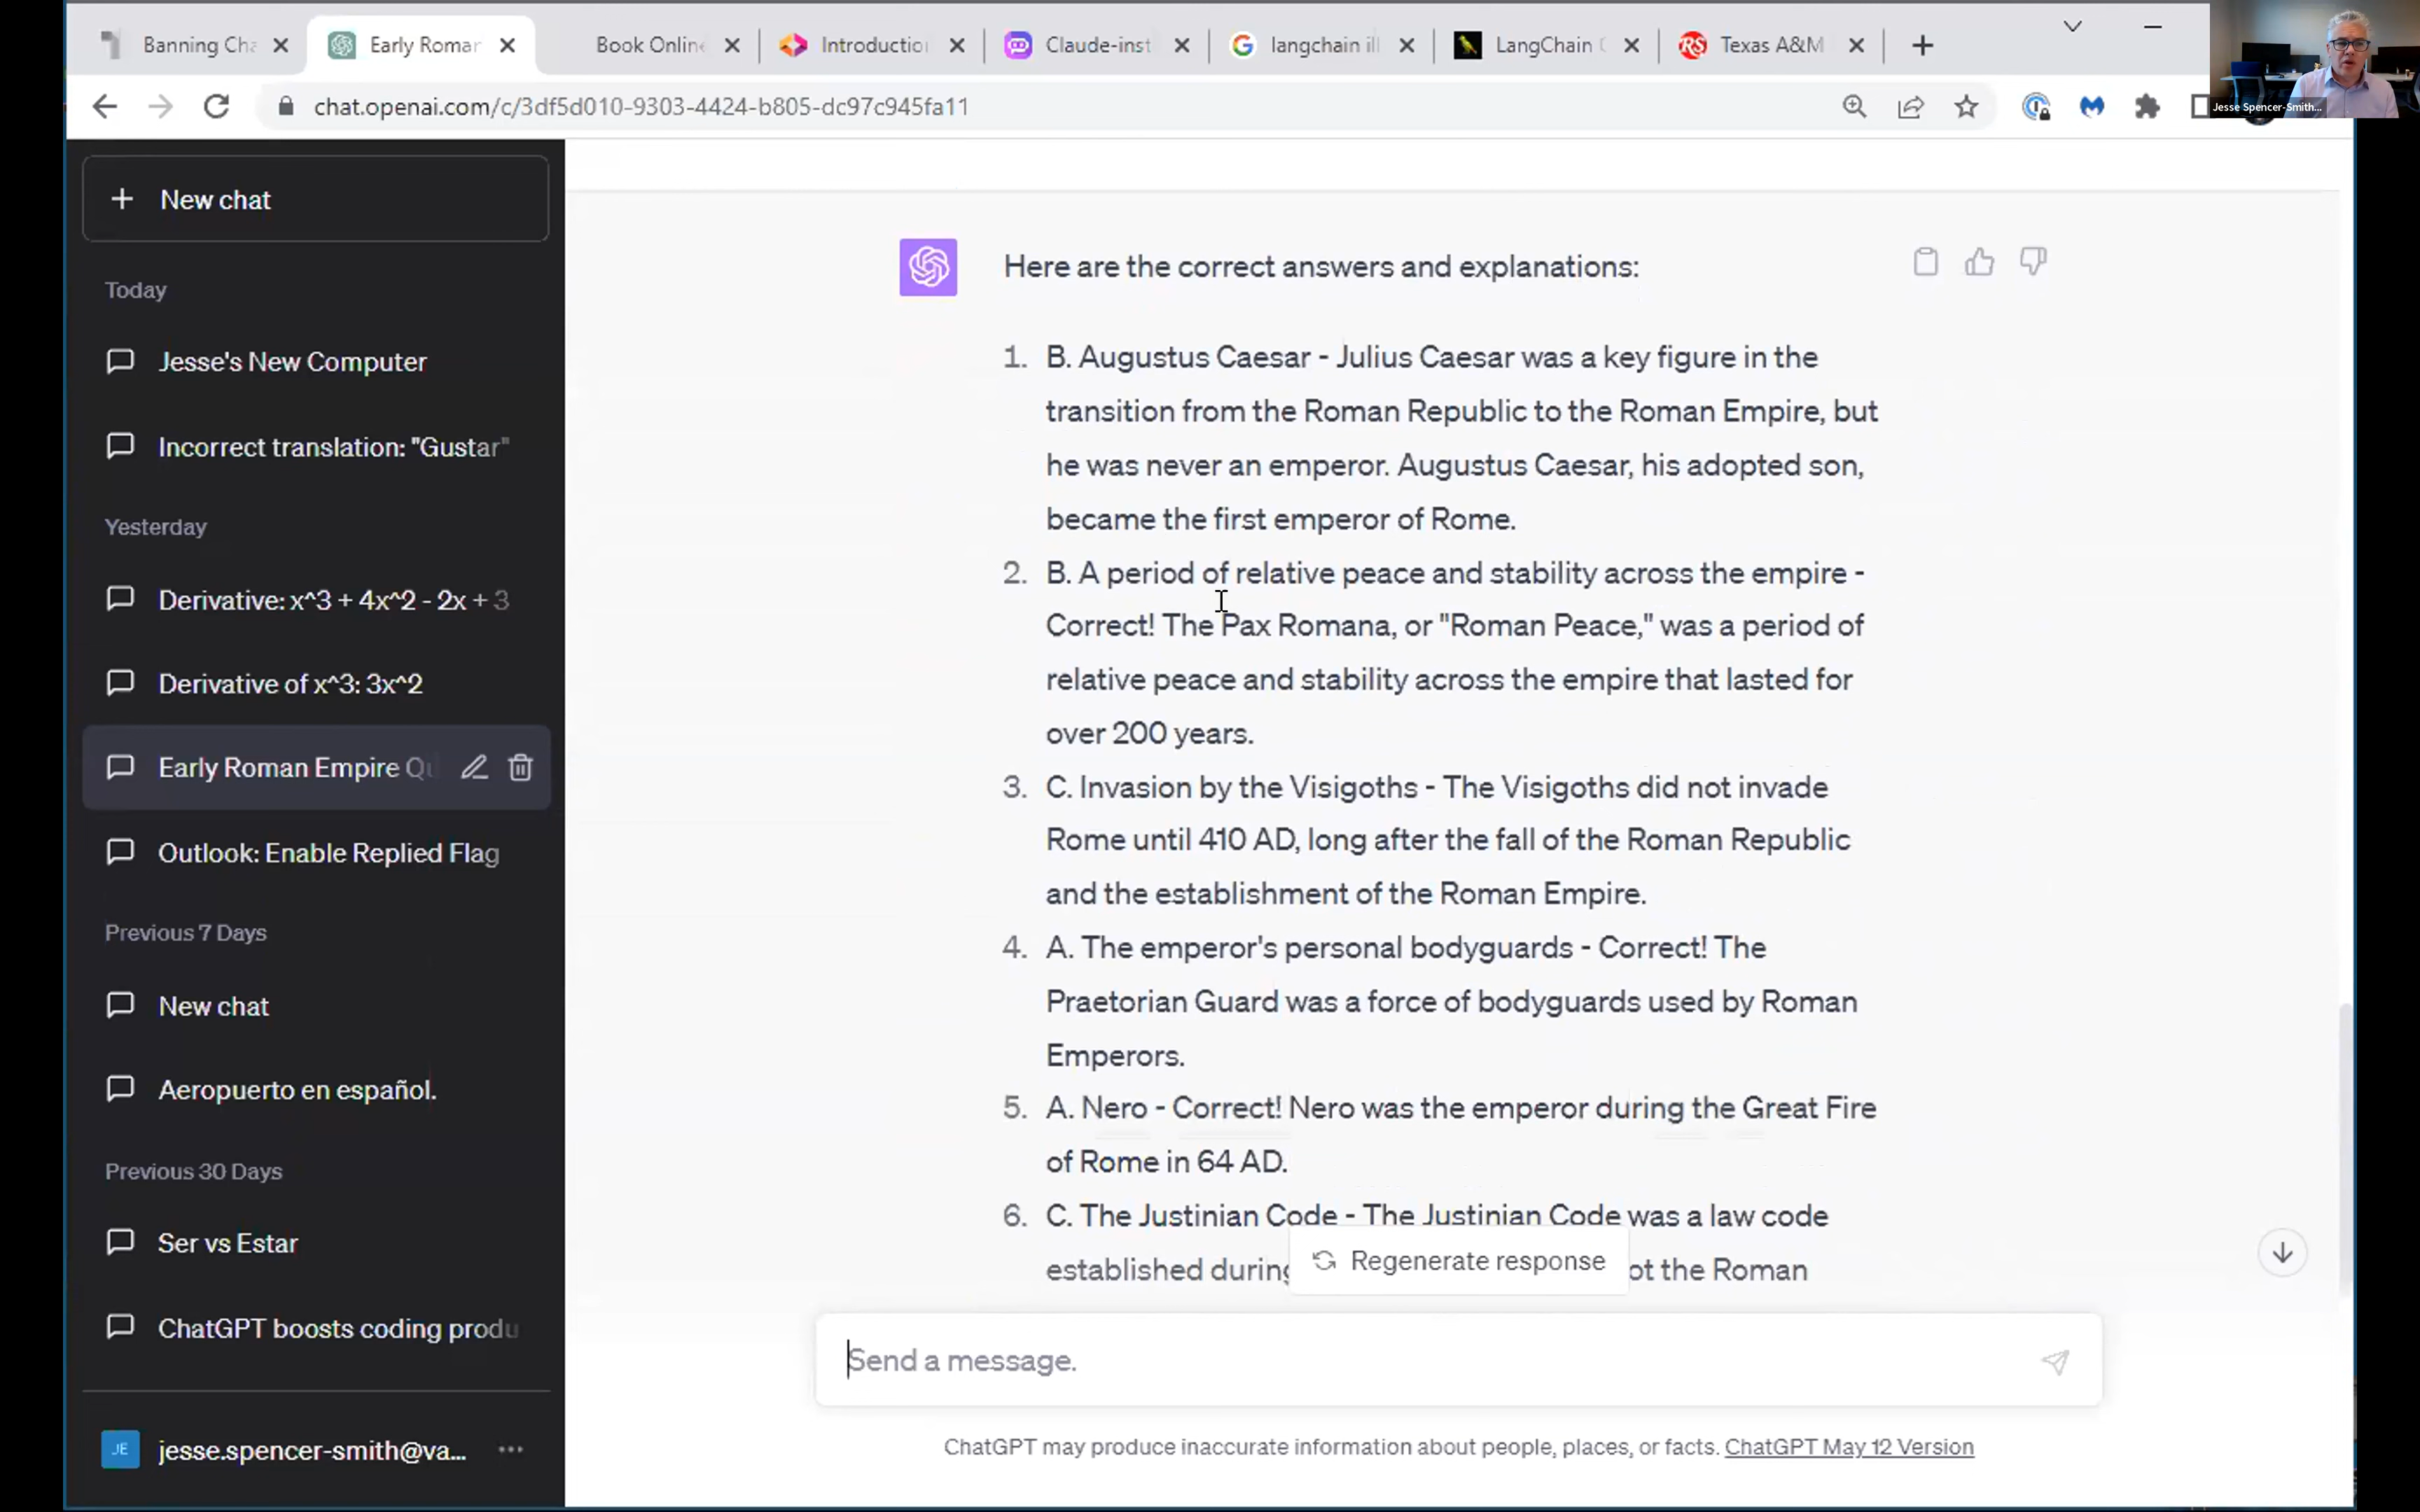 Banning Cha
Early Roman
Book Online
Introduction
Claude-inst
langchain ill
LangChain
Texas A&M
chat.openai.com/c/3df5d010-9303-4424-b805-dc97c945fa11
Jesse Spencer-Smith...
New chat
Today
Jesse's New Computer
Incorrect translation: "Gustar"
Yesterday
Derivative: x^3 + 4x^2 - 2x + 3
Derivative of x^3: 3x^2
Early Roman Empire Qu
Outlook: Enable Replied Flag
Previous 7 Days
New chat
Aeropuerto en español.
Previous 30 Days
Ser vs Estar
ChatGPT boosts coding produ
JE
jesse.spencer-smith@va...
Here are the correct answers and explanations:
1. B. Augustus Caesar - Julius Caesar was a key figure in the
transition from the Roman Republic to the Roman Empire, but
he was never an emperor. Augustus Caesar, his adopted son,
became the first emperor of Rome.
2. B. A period of relative peace and stability across the empire -
Correct! The Pax Romana, or "Roman Peace," was a period of
relative peace and stability across the empire that lasted for
over 200 years.
3. C. Invasion by the Visigoths - The Visigoths did not invade
Rome until 410 AD, long after the fall of the Roman Republic
and the establishment of the Roman Empire.
4. A. The emperor's personal bodyguards - Correct! The
Praetorian Guard was a force of bodyguards used by Roman
Emperors.
5. A. Nero - Correct! Nero was the emperor during the Great Fire
of Rome in 64 AD.
6. C. The Justinian Code - The Justinian Code was a law code
established during ot the Roman
Regenerate response
Send a message.
ChatGPT may produce inaccurate information about people, places, or facts. ChatGPT May 12 Version